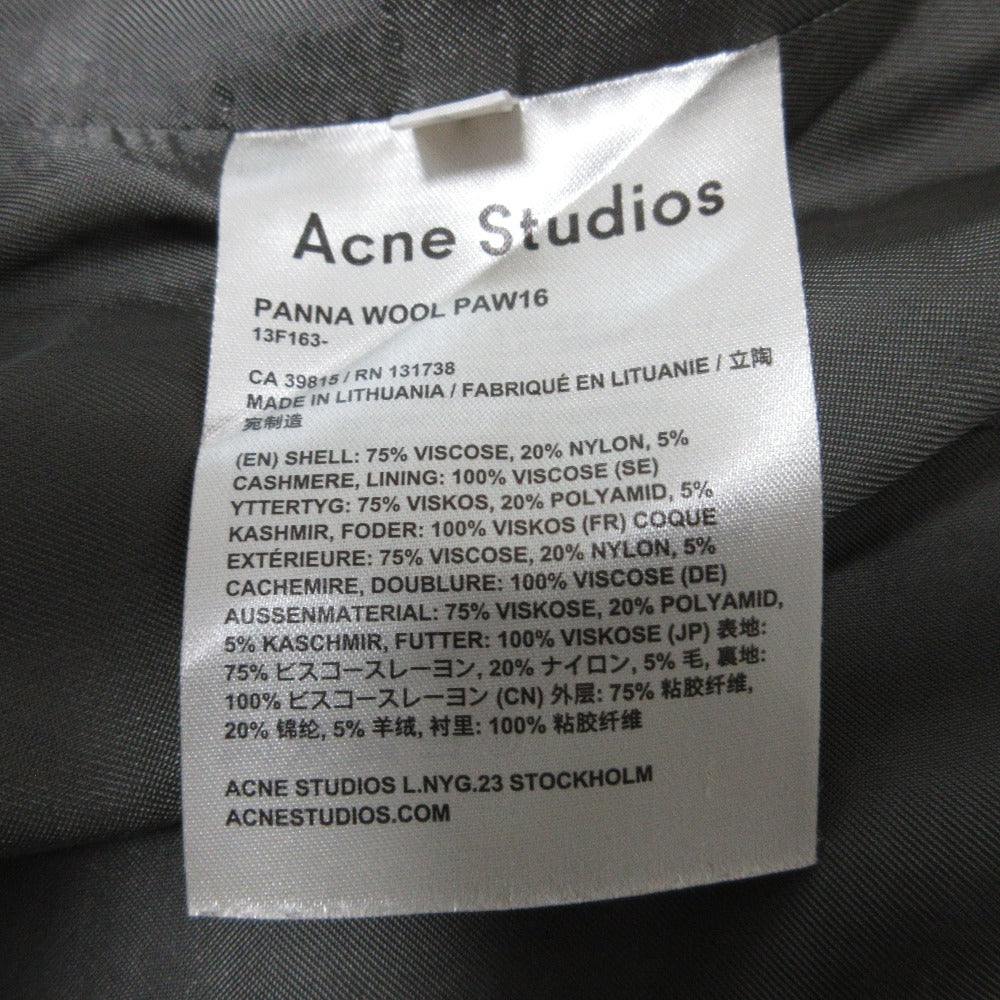 Acne Studios
PANNA WOOL PAW16
13F163-
CA 39815 / RN 131738
MADE IN LITHUANIA / FABRIQUÉ EN LITUANIE / 立陶
宛制造
(EN) SHELL: 75% VISCOSE, 20% NYLON, 5%
CASHMERE, LINING: 100% VISCOSE (SE)
YTTERTYG: 75% VISKOS, 20% POLYAMID, 5%
KASHMIR, FODER: 100% VISKOS (FR) COQUE
EXTÉRIEURE: 75% VISCOSE, 20% NYLON, 5%
CACHEMIRE, DOUBLURE: 100% VISCOSE (DE)
AUSSENMATERIAL: 75% VISKOSE, 20% POLYAMID,
5% KASCHMIR, FUTTER: 100% VISKOSE (JP) 表地:
75% ビスコースレーヨン, 20% ナイロン, 5% 毛, 裏地:
100% ビスコースレーヨン (CN) 外层: 75% 粘胶纤维,
20% 锦纶, 5% 羊绒, 衬里: 100% 粘胶纤维
ACNE STUDIOS L.NYG.23 STOCKHOLM
ACNESTUDIOS.COM